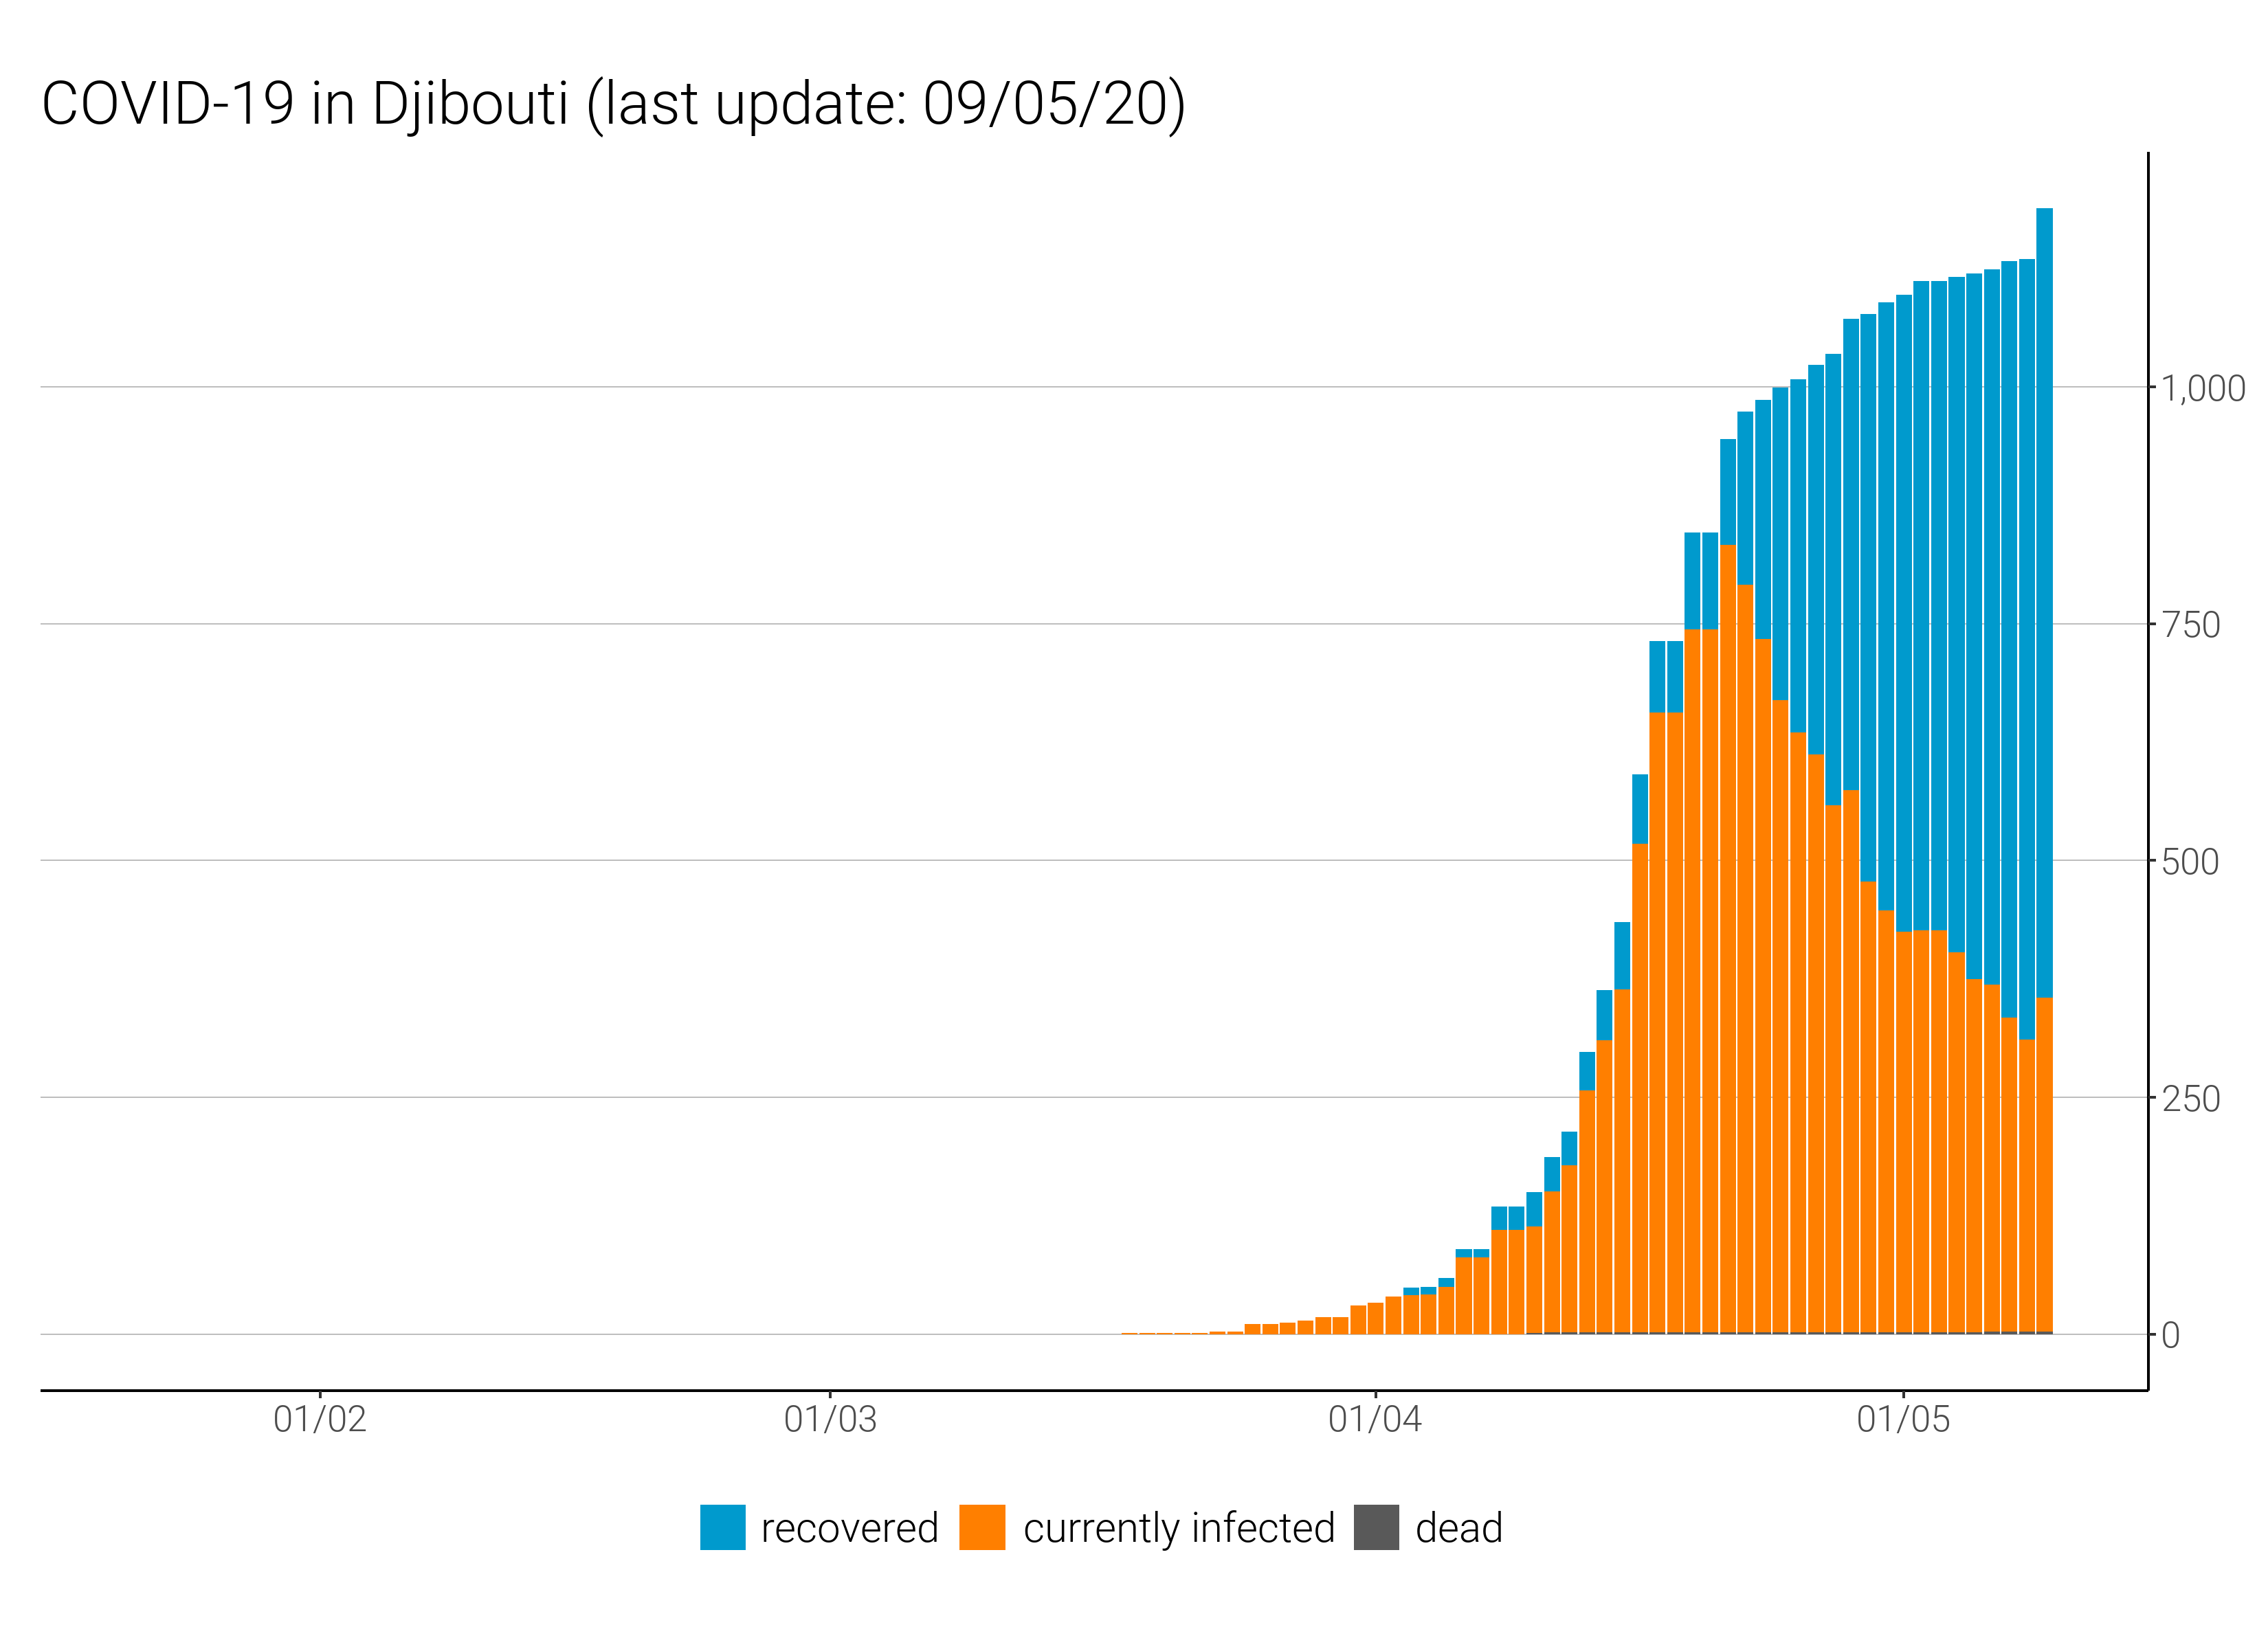 COVID-19 in Djibouti (last update: 09/05/20)
1,000
750
500
250
0
01/02 01/03 01/04 01/05
recovered currently infected dead